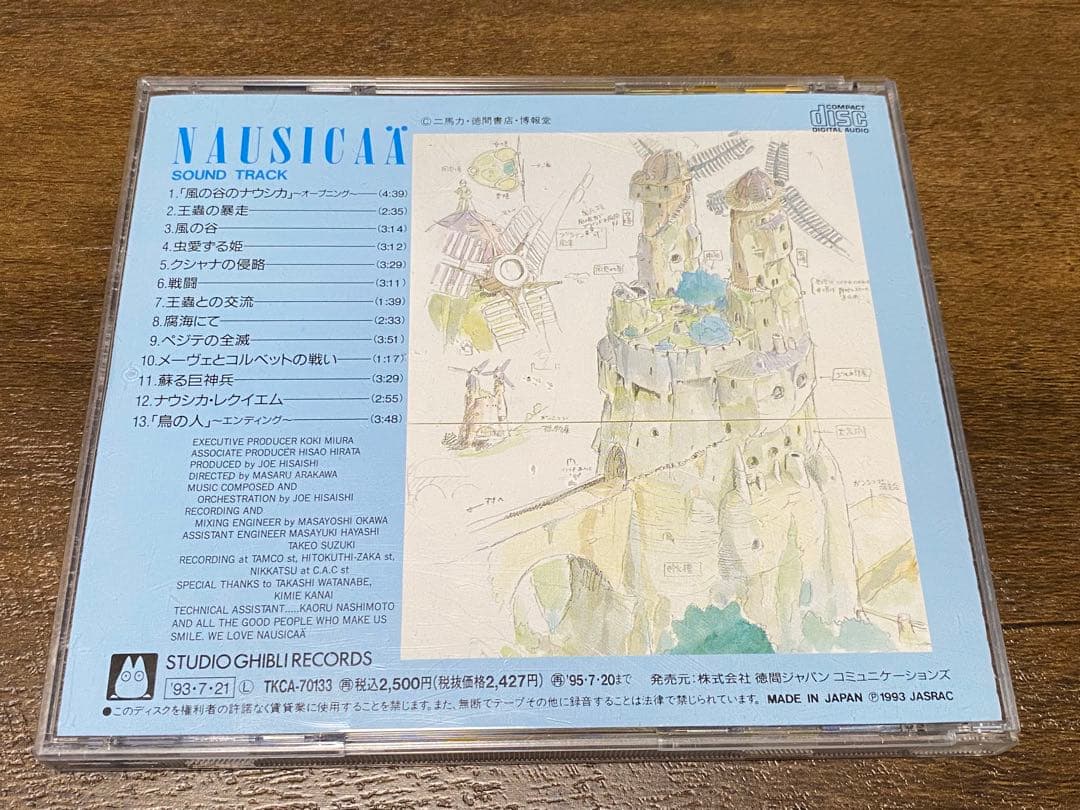 ©二馬力・徳間書店・博報堂
COMPACT
disc
DIGITAL AUDIO
NAUSICAÄ
SOUND TRACK
1.「風の谷のナウシカ」〜オープニング〜——(4:39)
2.王蟲の暴走——(2:35)
3.風の谷——(3:14)
4.虫愛する姫——(3:12)
5.クシャナの侵略——(3:29)
6.戦闘——(3:11)
7.王蟲との交流——(1:39)
8.腐海にて——(2:33)
9.ペジテの全滅——(3:51)
10.メーヴェとコルベットの戦い——(1:17)
11.蘇る巨神兵——(3:29)
12.ナウシカ・レクイエム——(2:55)
13.「鳥の人」〜エンディング〜——(3:48)
EXECUTIVE PRODUCER KOKI MIURA
ASSOCIATE PRODUCER HISAO HIRATA
PRODUCED by JOE HISAISHI
DIRECTED by MASARU ARAKAWA
MUSIC COMPOSED AND
ORCHESTRATION by JOE HISAISHI
RECORDING AND
MIXING ENGINEER by MASAYOSHI OKAWA
ASSISTANT ENGINEER MASAYUKI HAYASHI
TAKEO SUZUKI
RECORDING at TAMCO st, HITOKUTHI-ZAKA st,
NIKKATSU at C.A.C st
SPECIAL THANKS to TAKASHI WATANABE,
KIMIE KANAI
TECHNICAL ASSISTANT.....KAORU NASHIMOTO
AND ALL THE GOOD PEOPLE WHO MAKE US
SMILE. WE LOVE NAUSICAÄ
STUDIO GHIBLI RECORDS
'93・7・21 Ⓛ TKCA-70133 ㊥税込2,500円(税抜価格2,427円) ㊥'95・7・20まで 発売元:株式会社 徳間ジャパン コミュニケーションズ
●このディスクを権利者の許諾なく賃貸業に使用することを禁じます。また、無断でテープその他に録音することは法律で禁じられています。 MADE IN JAPAN ℗1993 JASRAC